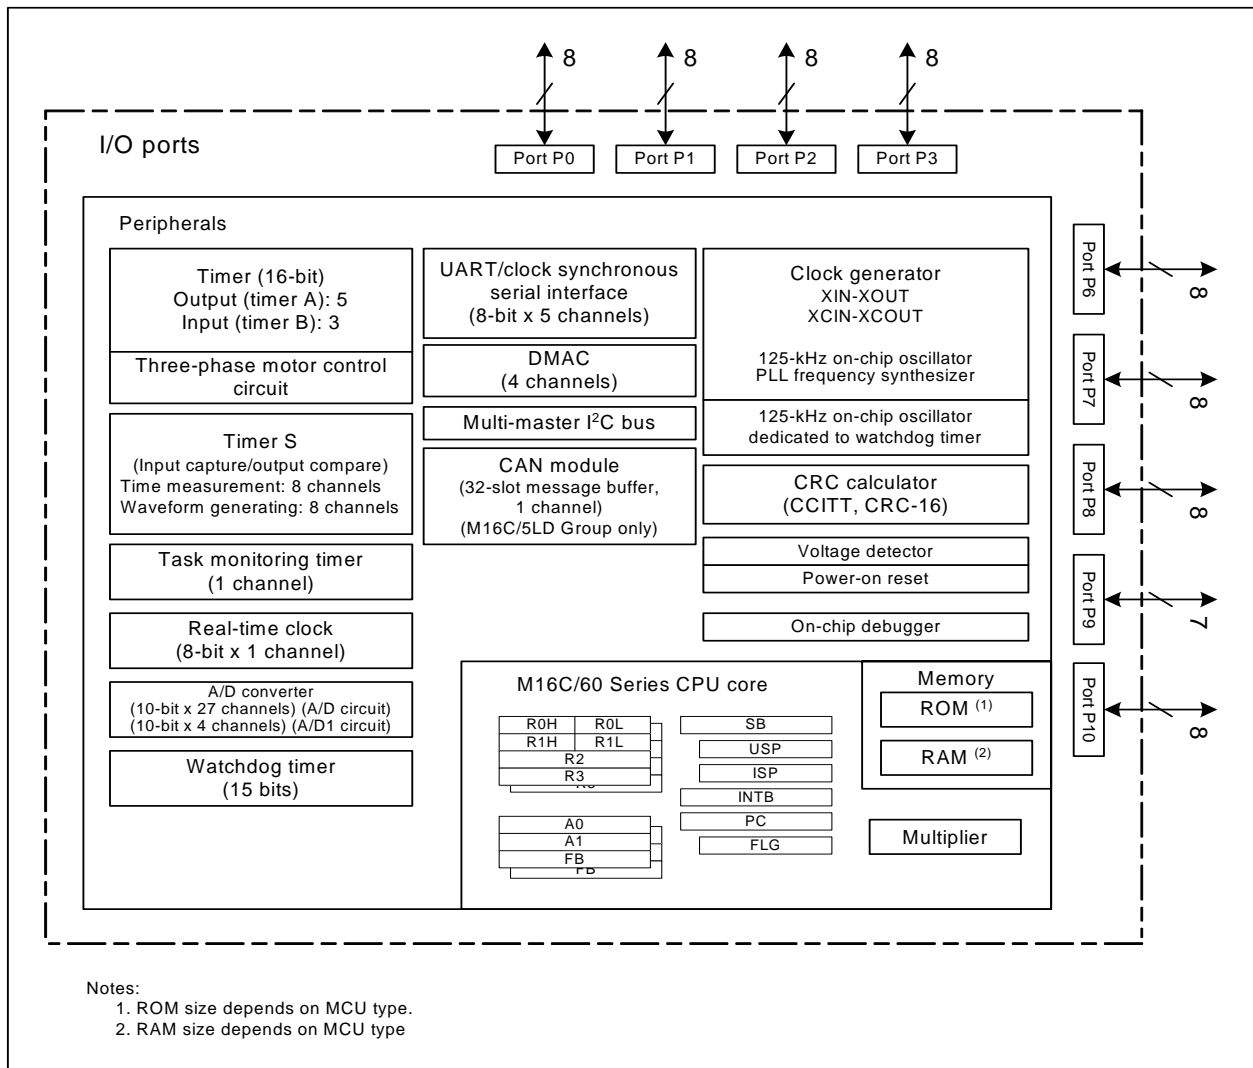 8
8
8
8
I/O ports
Port P0
Port P1
Port P2
Port P3
Peripherals
Timer (16-bit)
Output (timer A): 5
Input (timer B): 3
Three-phase motor control
circuit
Timer S
(Input capture/output compare)
Time measurement: 8 channels
Waveform generating: 8 channels
Task monitoring timer
(1 channel)
Real-time clock
(8-bit x 1 channel)
A/D converter
(10-bit x 27 channels) (A/D circuit)
(10-bit x 4 channels) (A/D1 circuit)
Watchdog timer
(15 bits)
UART/clock synchronous
serial interface
(8-bit x 5 channels)
DMAC
(4 channels)
Multi-master I²C bus
CAN module
(32-slot message buffer,
1 channel)
(M16C/5LD Group only)
Clock generator
XIN-XOUT
XCIN-XCOUT
125-kHz on-chip oscillator
PLL frequency synthesizer
125-kHz on-chip oscillator
dedicated to watchdog timer
CRC calculator
(CCITT, CRC-16)
Voltage detector
Power-on reset
On-chip debugger
M16C/60 Series CPU core
R0H
R0L
R1H
R1L
R2
R3
R3
A0
A1
FB
FB
SB
USP
ISP
INTB
PC
FLG
Memory
ROM (1)
RAM (2)
Multiplier
Port P6
8
Port P7
8
Port P8
8
Port P9
7
Port P10
8
Notes:
1. ROM size depends on MCU type.
2. RAM size depends on MCU type